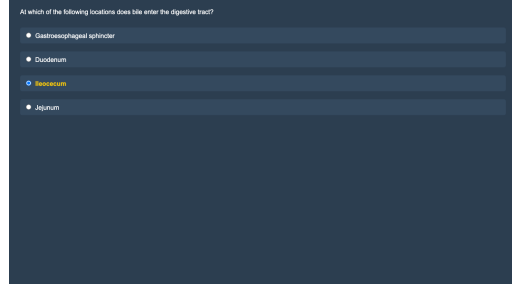 At which of the following locations does bile enter the digestive tract?
Gastroesophageal sphincter
Duodenum
Ileocecum
Jejunum